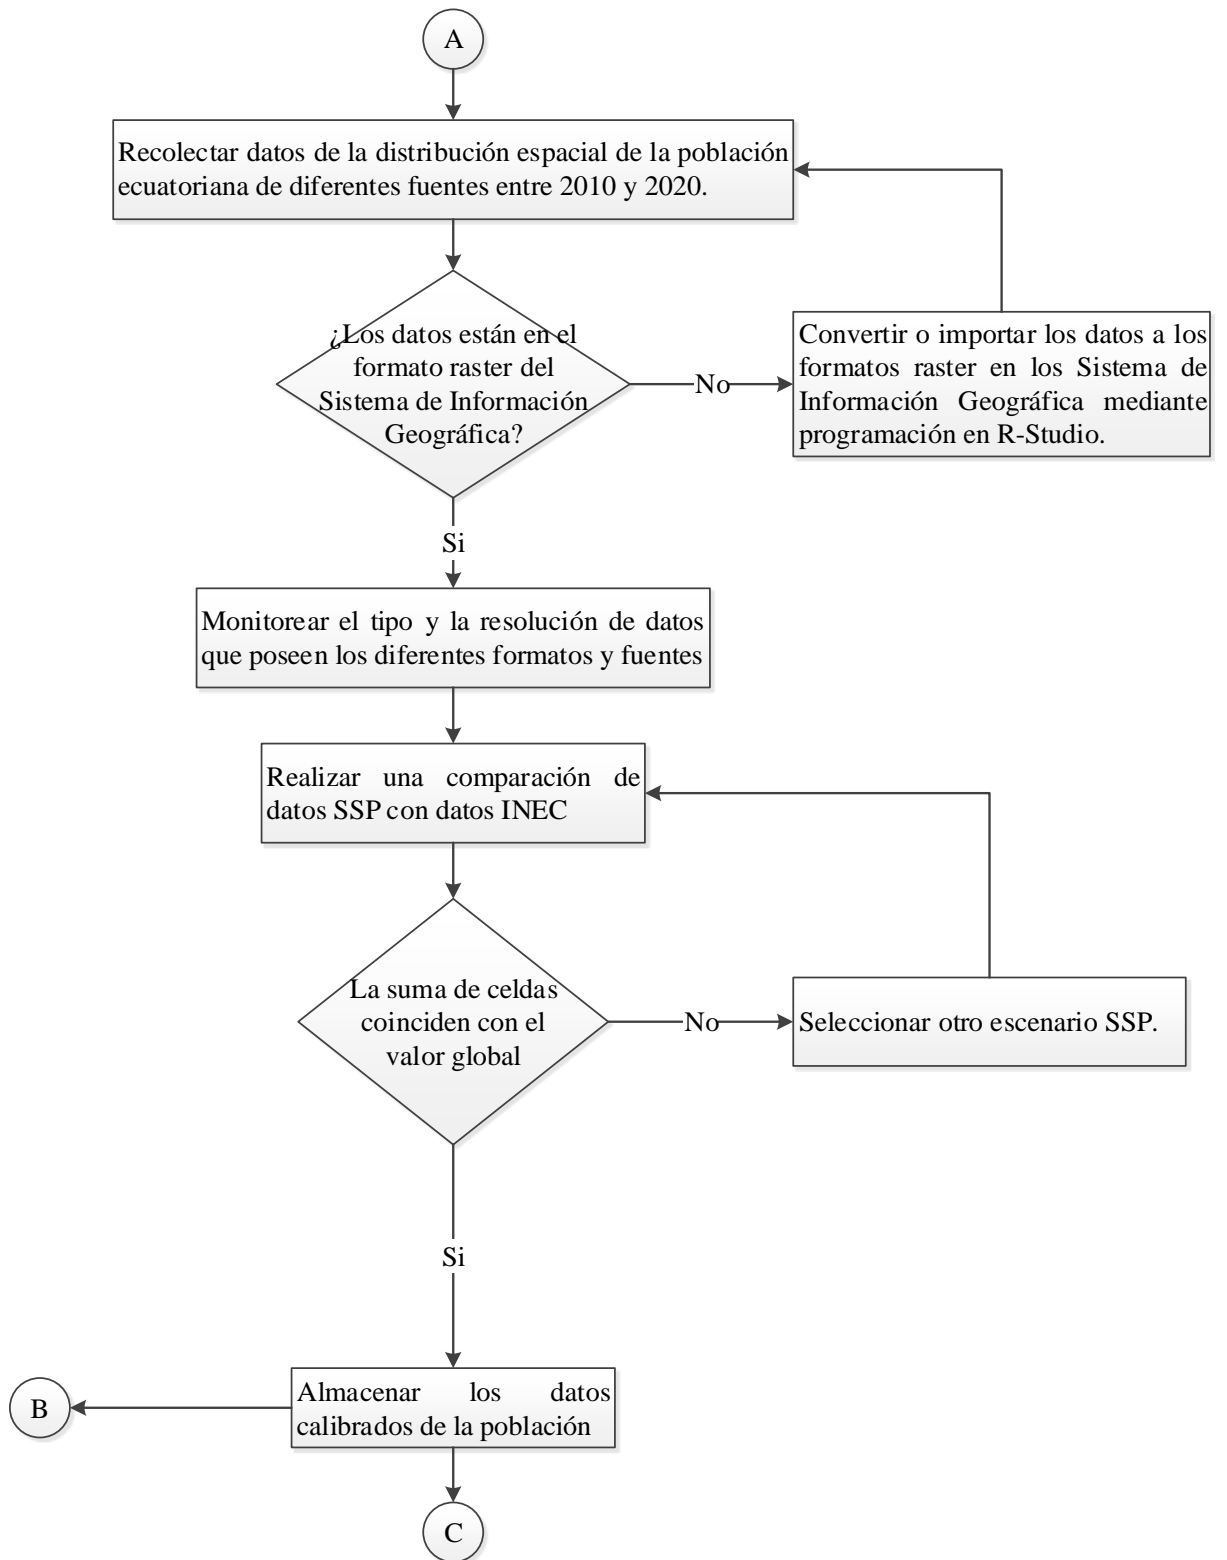 A
Recolectar datos de la distribución espacial de la población
ecuatoriana de diferentes fuentes entre 2010 y 2020.
¿Los datos están en el
formato raster del
Sistema de Información
Geográfica?
No
Convertir o importar los datos a los
formatos raster en los Sistema de
Información Geográfica mediante
programación en R-Studio.
Si
Monitorear el tipo y la resolución de datos
que poseen los diferentes formatos y fuentes
Realizar una comparación de
datos SSP con datos INEC
La suma de celdas
coinciden con el
valor global
No
Seleccionar otro escenario SSP.
Si
Almacenar los datos
calibrados de la población
B
C